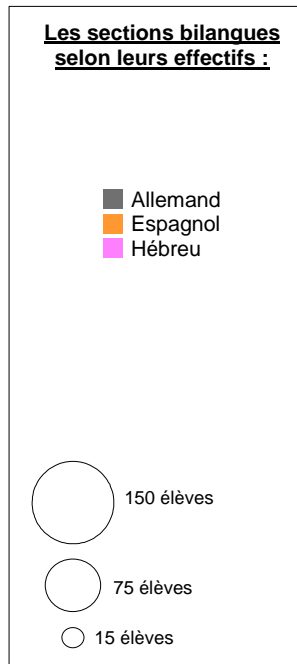 Les sections bilangues
selon leurs effectifs :
Allemand
Espagnol
Hébreu
150 élèves
75 élèves
15 élèves